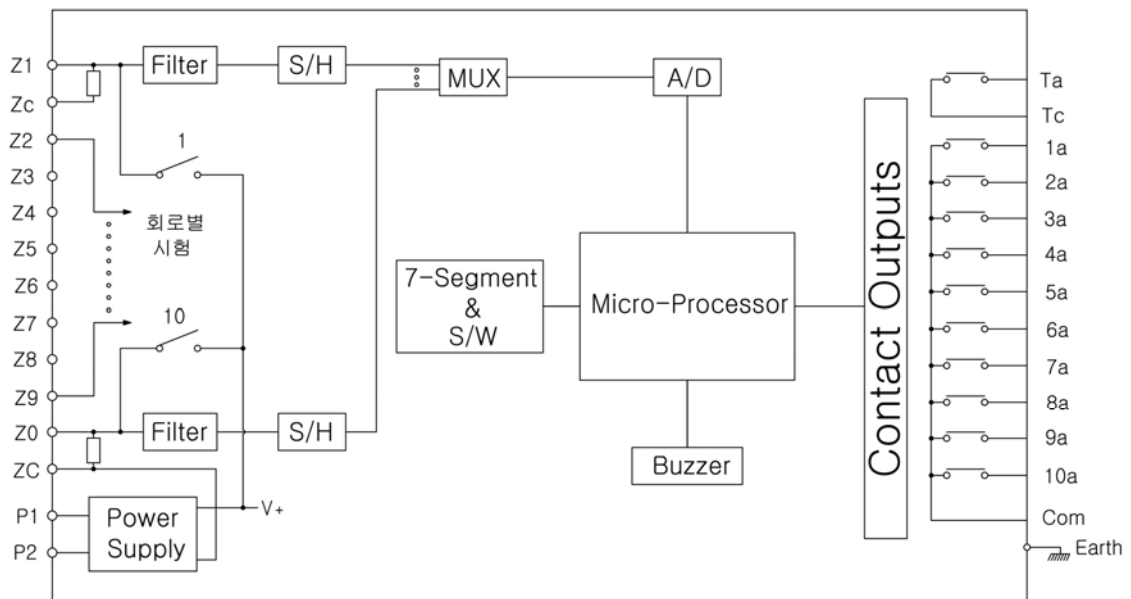 Z1
Zc
Z2
Z3
Z4
Z5
Z6
Z7
Z8
Z9
Z0
ZC
P1
P2
Filter
S/H
MUX
A/D
1
회로별
시험
10
Filter
S/H
Power
Supply
V+
7-Segment
&
S/W
Micro-Processor
Buzzer
Contact Outputs
Ta
Tc
1a
2a
3a
4a
5a
6a
7a
8a
9a
10a
Com
Earth